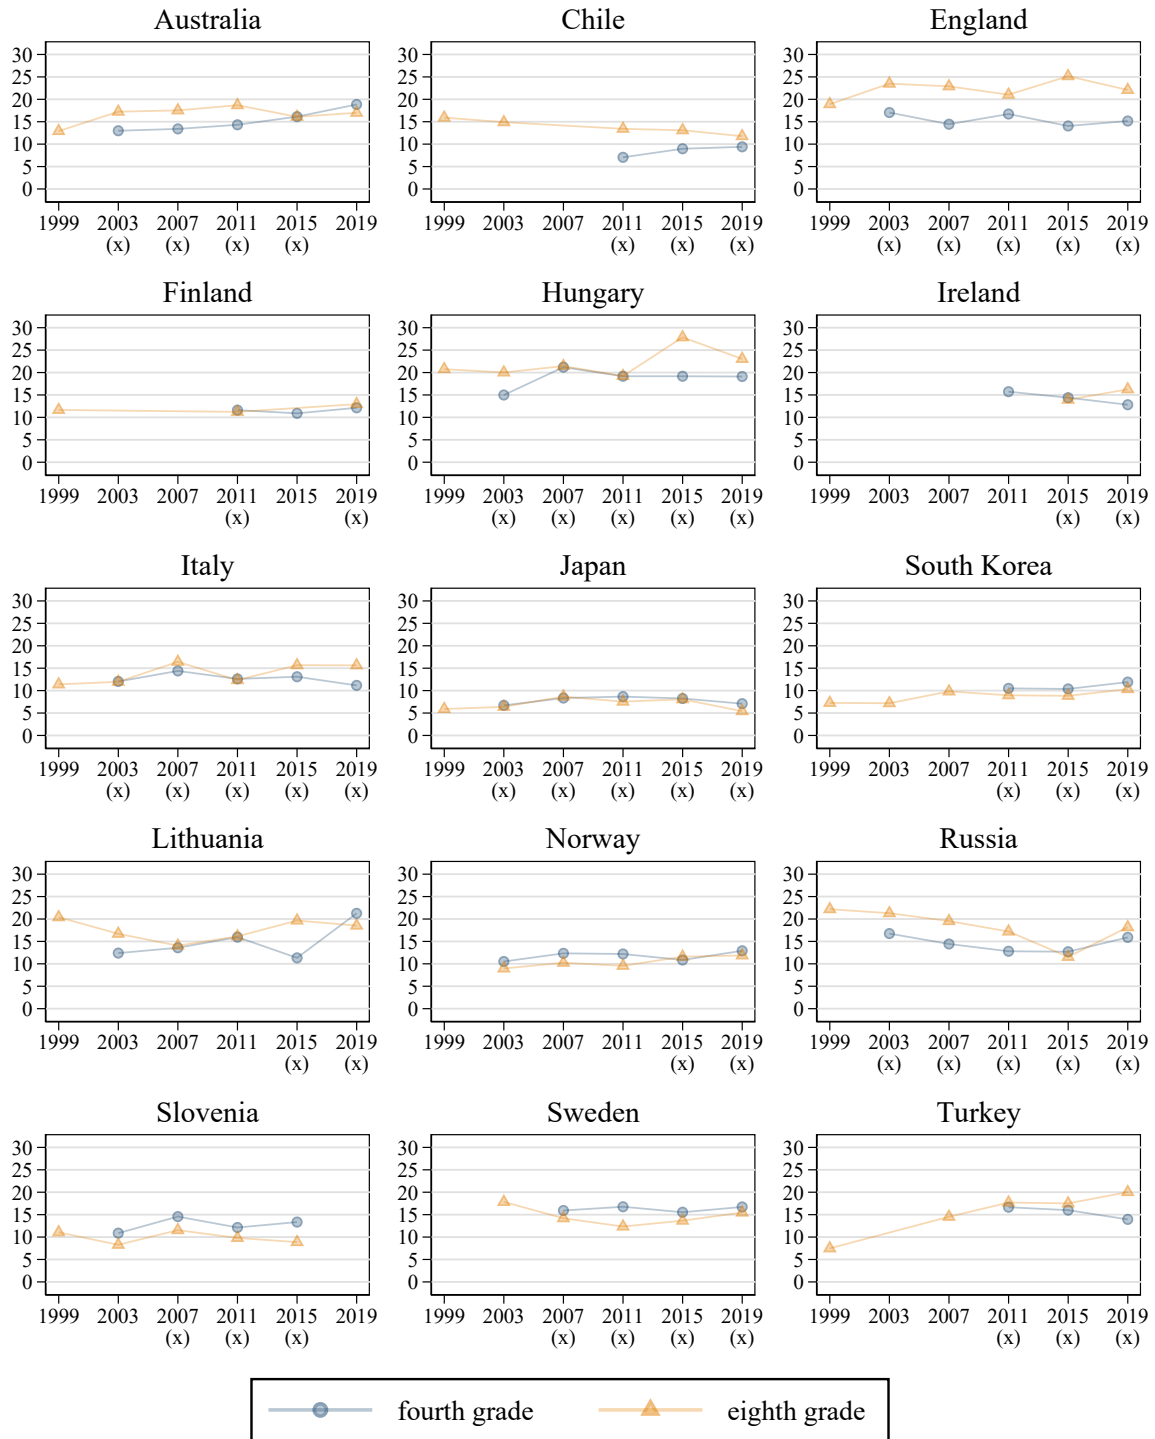 Australia Chile England
30 30 30
25 25 25
20 20 20
15 15 15
10 10 10
5 5 5
0 0 0
1999 2003 2007 2011 2015 2019 1999 2003 2007 2011 2015 2019 1999 2003 2007 2011 2015 2019
(x) (x) (x) (x) (x) (x) (x) (x) (x) (x) (x) (x)
Finland Hungary Ireland
30 30 30
25 25 25
20 20 20
15 15 15
10 10 10
5 5 5
0 0 0
1999 2003 2007 2011 2015 2019 1999 2003 2007 2011 2015 2019 1999 2003 2007 2011 2015 2019
(x) (x) (x) (x) (x) (x) (x) (x) (x)
Italy Japan South Korea
30 30 30
25 25 25
20 20 20
15 15 15
10 10 10
5 5 5
0 0 0
1999 2003 2007 2011 2015 2019 1999 2003 2007 2011 2015 2019 1999 2003 2007 2011 2015 2019
(x) (x) (x) (x) (x) (x) (x) (x) (x) (x) (x) (x) (x)
Lithuania Norway Russia
30 30 30
25 25 25
20 20 20
15 15 15
10 10 10
5 5 5
0 0 0
1999 2003 2007 2011 2015 2019 1999 2003 2007 2011 2015 2019 1999 2003 2007 2011 2015 2019
(x) (x) (x) (x) (x) (x) (x) (x) (x)
Slovenia Sweden Turkey
30 30 30
25 25 25
20 20 20
15 15 15
10 10 10
5 5 5
0 0 0
1999 2003 2007 2011 2015 2019 1999 2003 2007 2011 2015 2019 1999 2003 2007 2011 2015 2019
(x) (x) (x) (x) (x) (x) (x) (x) (x) (x)
fourth grade eighth grade